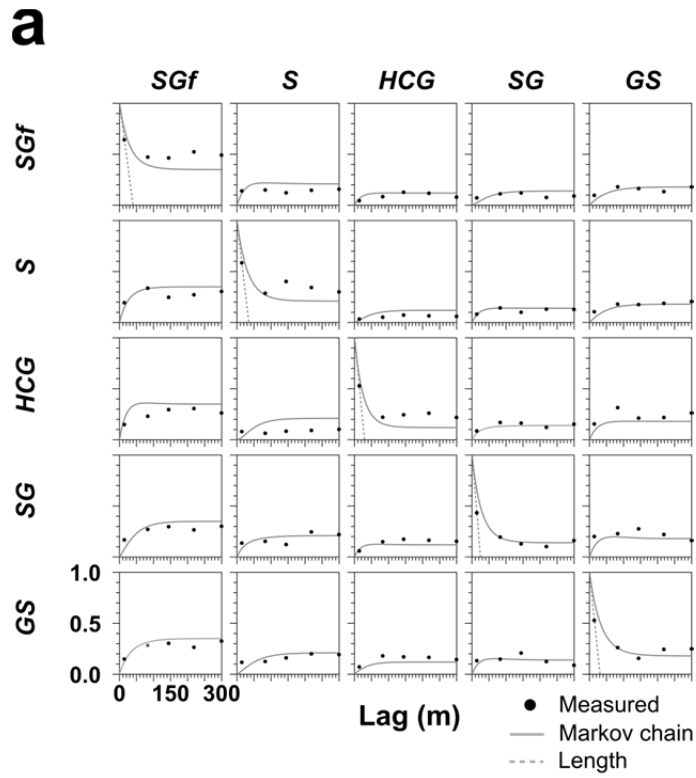 a
SGf S HCG SG GS
SGf
S
HCG
SG
GS
1.0
0.5
0.0
0 150 300
Lag (m)
Measured
Markov chain
Length